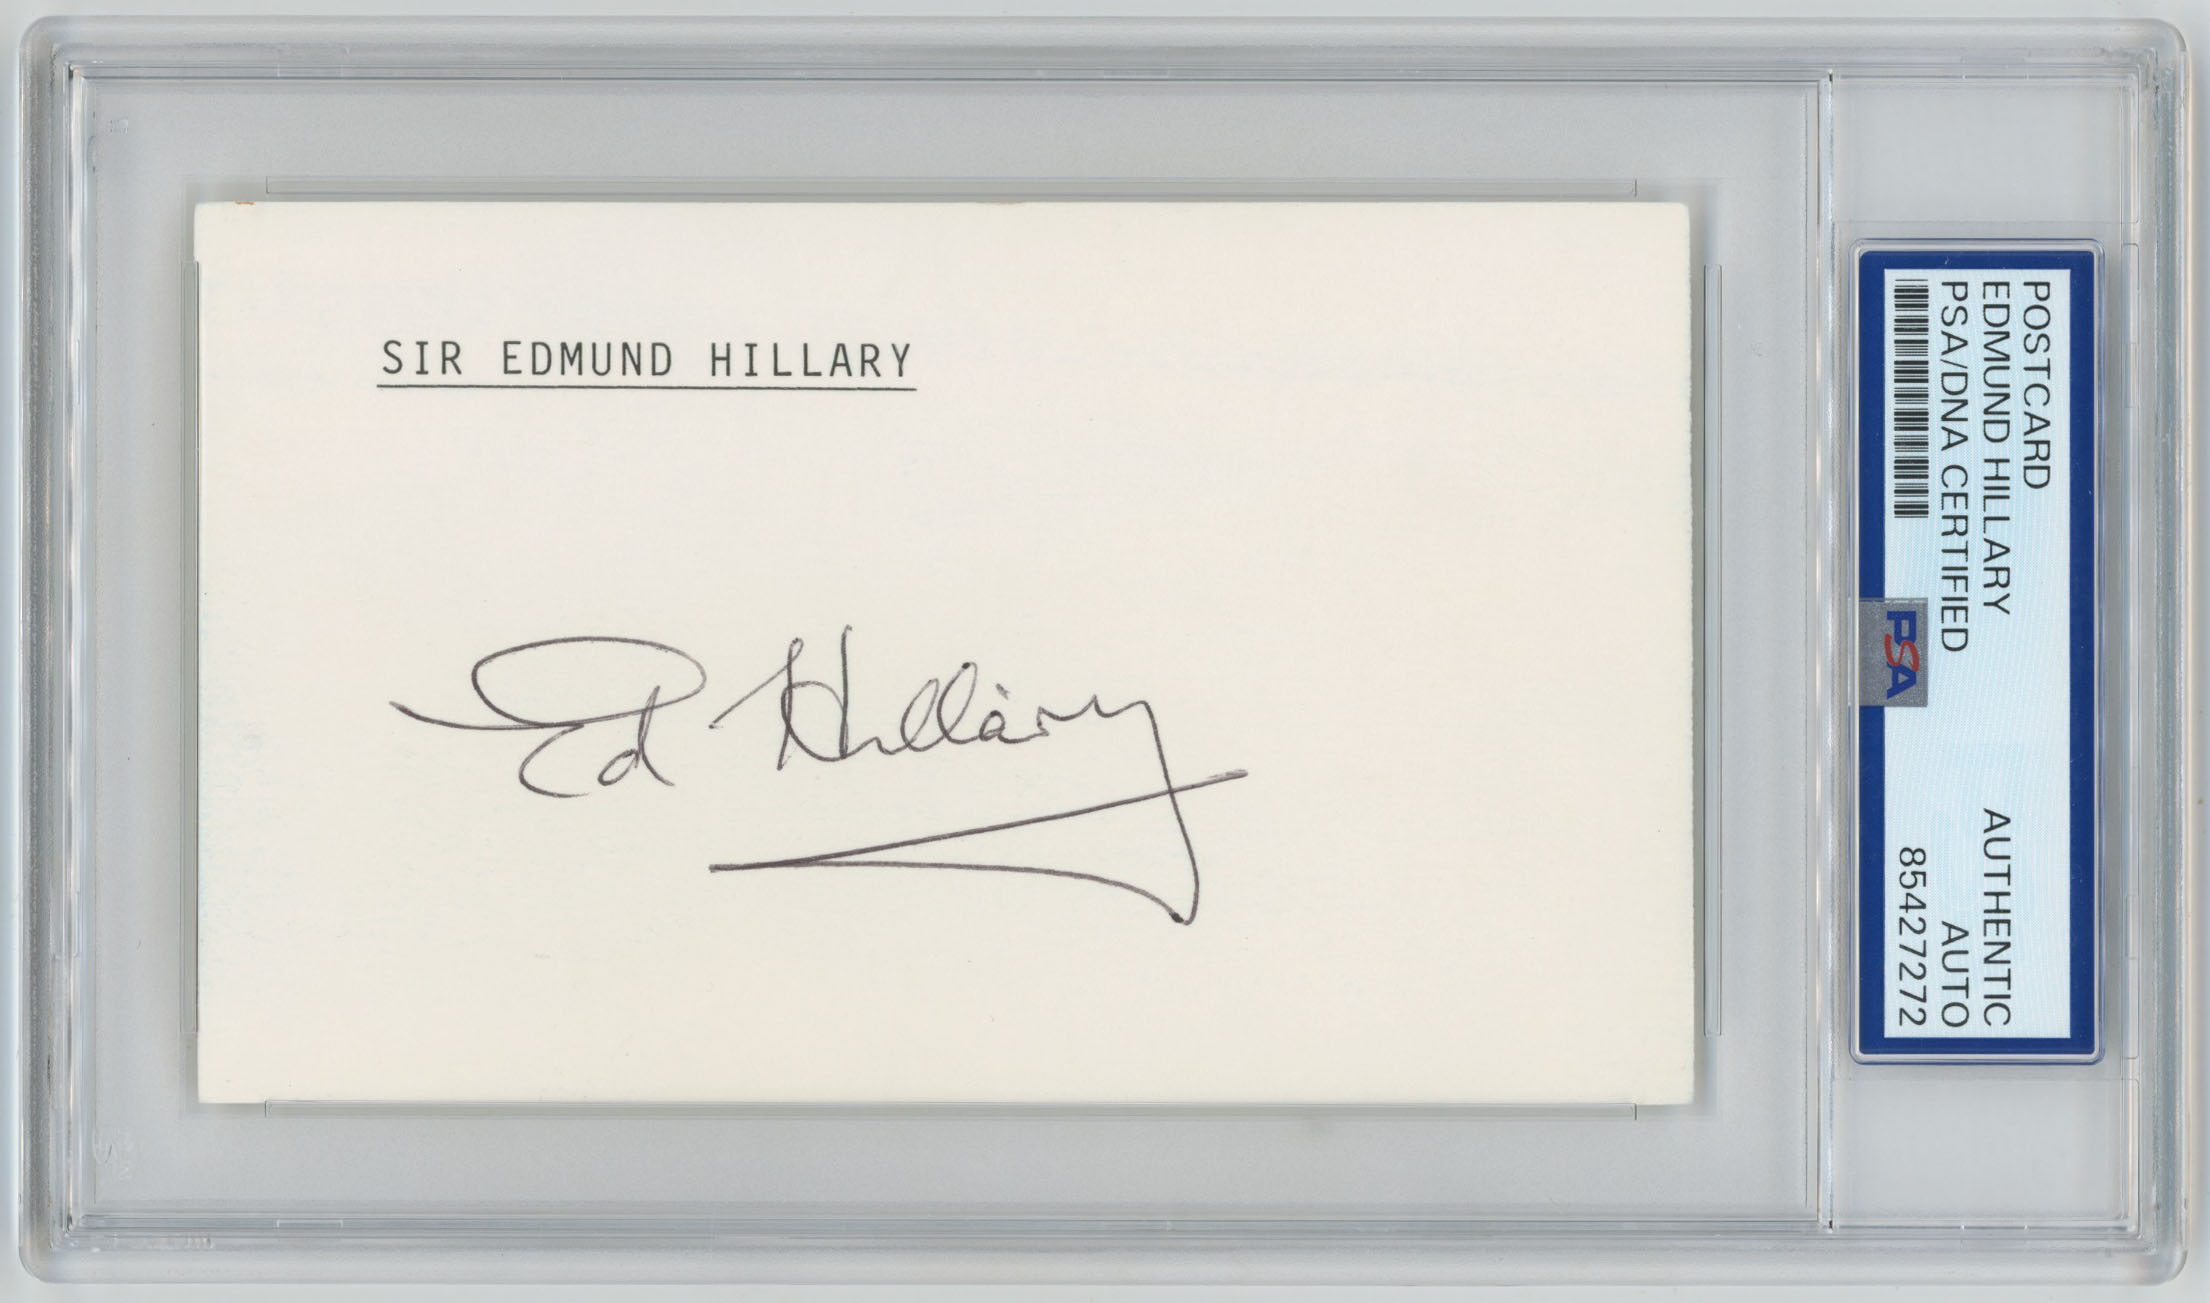 SIR EDMUND HILLARY
Ed Hillary
POSTCARD
EDMUND HILLARY AUTHENTIC
PSA/DNA CERTIFIED AUTO
85427272
PSA